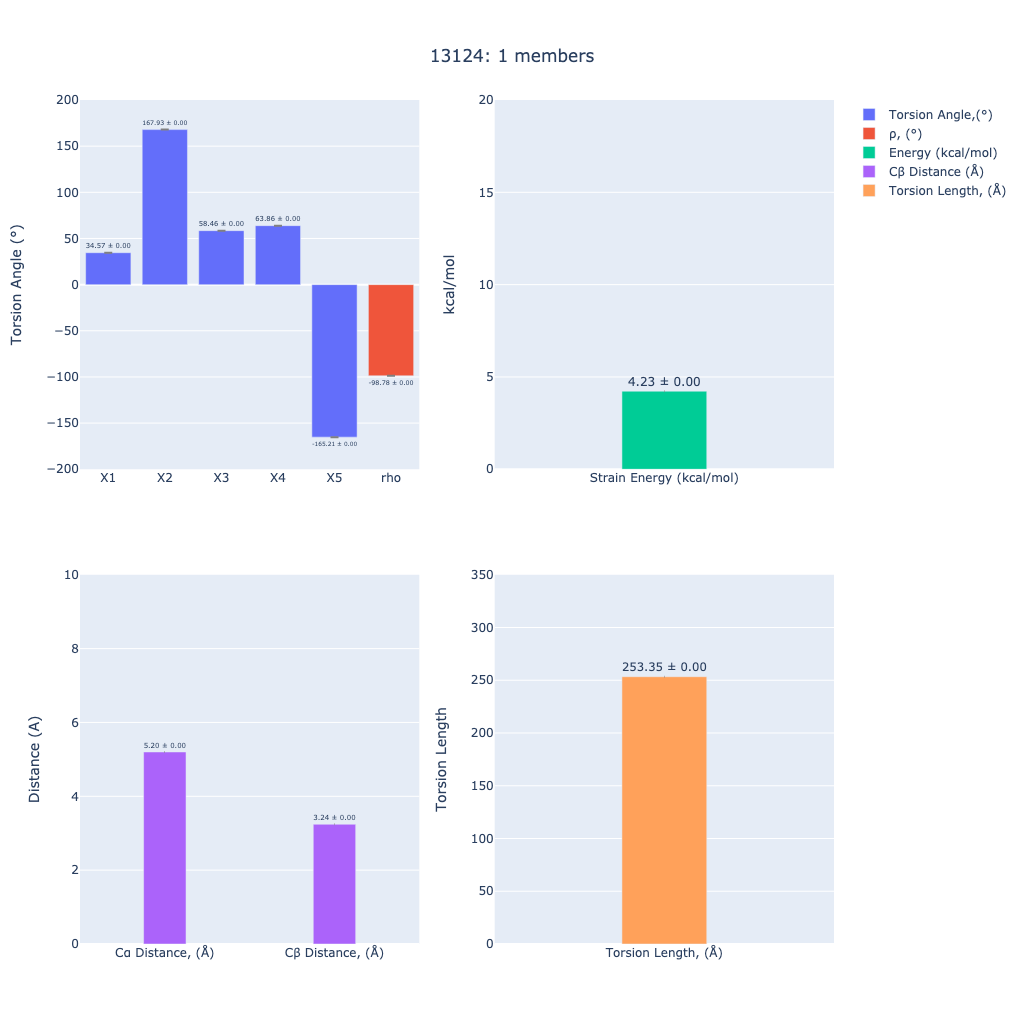 13124: 1 members
Torsion Angle (°)
200
150
100
50
0
−50
−100
−150
−200
34.57 ± 0.00
167.93 ± 0.00
58.46 ± 0.00
63.86 ± 0.00
-165.21 ± 0.00
-98.78 ± 0.00
X1 X2 X3 X4 X5 rho
kcal/mol
20
15
10
5
0
4.23 ± 0.00
Strain Energy (kcal/mol)
Torsion Angle,(°)
ρ, (°)
Energy (kcal/mol)
Cβ Distance (Å)
Torsion Length, (Å)
Distance (A)
10
8
6
4
2
0
5.20 ± 0.00
3.24 ± 0.00
Cα Distance, (Å) Cβ Distance, (Å)
Torsion Length
350
300
250
200
150
100
50
0
253.35 ± 0.00
Torsion Length, (Å)